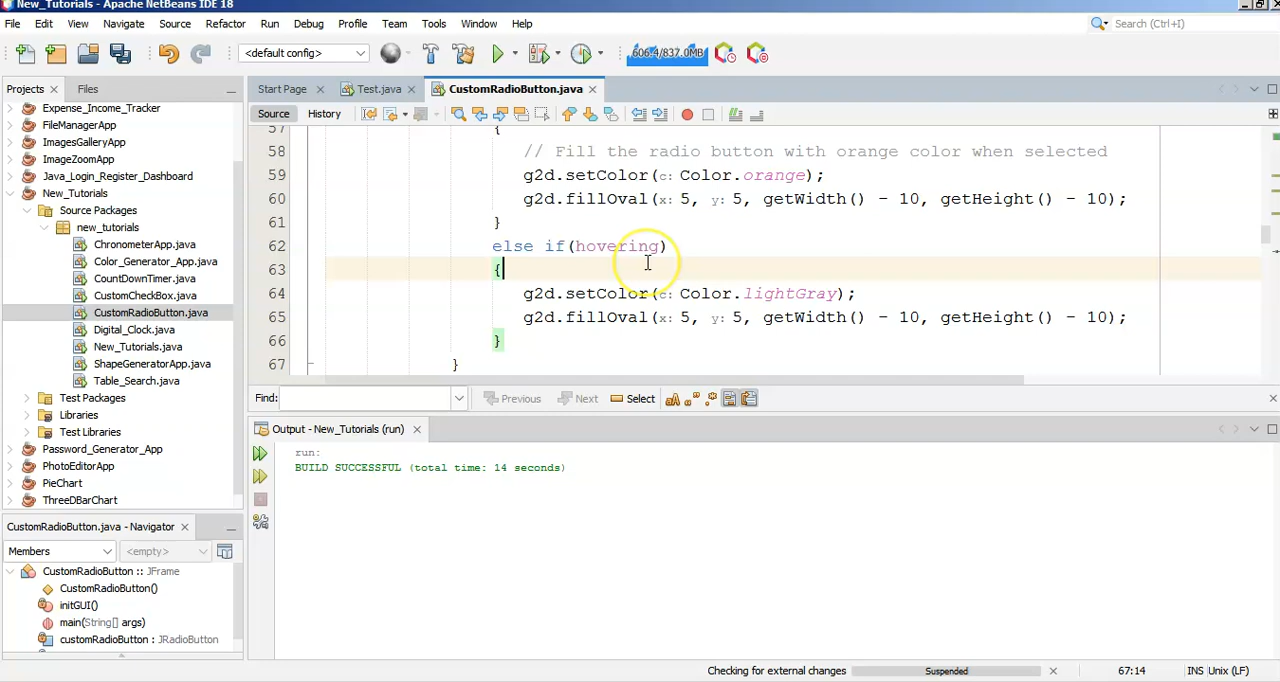 New_Tutorials - Apache NetBeans IDE 18
File Edit View Navigate Source Refactor Run Debug Profile Team Tools Window Help
Search (Ctrl+I)
<default config>
606.4/837.0MB
Projects Files
Start Page Test.java CustomRadioButton.java
Source History
Expense_Income_Tracker
FileManagerApp
ImagesGalleryApp
ImageZoomApp
Java_Login_Register_Dashboard
New_Tutorials
Source Packages
new_tutorials
ChronometerApp.java
Color_Generator_App.java
CountDownTimer.java
CustomCheckBox.java
CustomRadioButton.java
Digital_Clock.java
New_Tutorials.java
ShapeGeneratorApp.java
Table_Search.java
Test Packages
Libraries
Test Libraries
Password_Generator_App
PhotoEditorApp
PieChart
ThreeDBarChart
57 {
58 // Fill the radio button with orange color when selected
59 g2d.setColor(c: Color.orange);
60 g2d.fillOval(x: 5, y: 5, getWidth() - 10, getHeight() - 10);
61 }
62 else if(hovering)
63 {
64 g2d.setColor(c: Color.lightGray);
65 g2d.fillOval(x: 5, y: 5, getWidth() - 10, getHeight() - 10);
66 }
67 }
Find: Previous Next Select
Output - New_Tutorials (run)
run:
BUILD SUCCESSFUL (total time: 14 seconds)
CustomRadioButton.java - Navigator
Members <empty>
CustomRadioButton :: JFrame
CustomRadioButton()
initGUI()
main(String[] args)
customRadioButton : JRadioButton
Checking for external changes Suspended 67:14 INS Unix (LF)